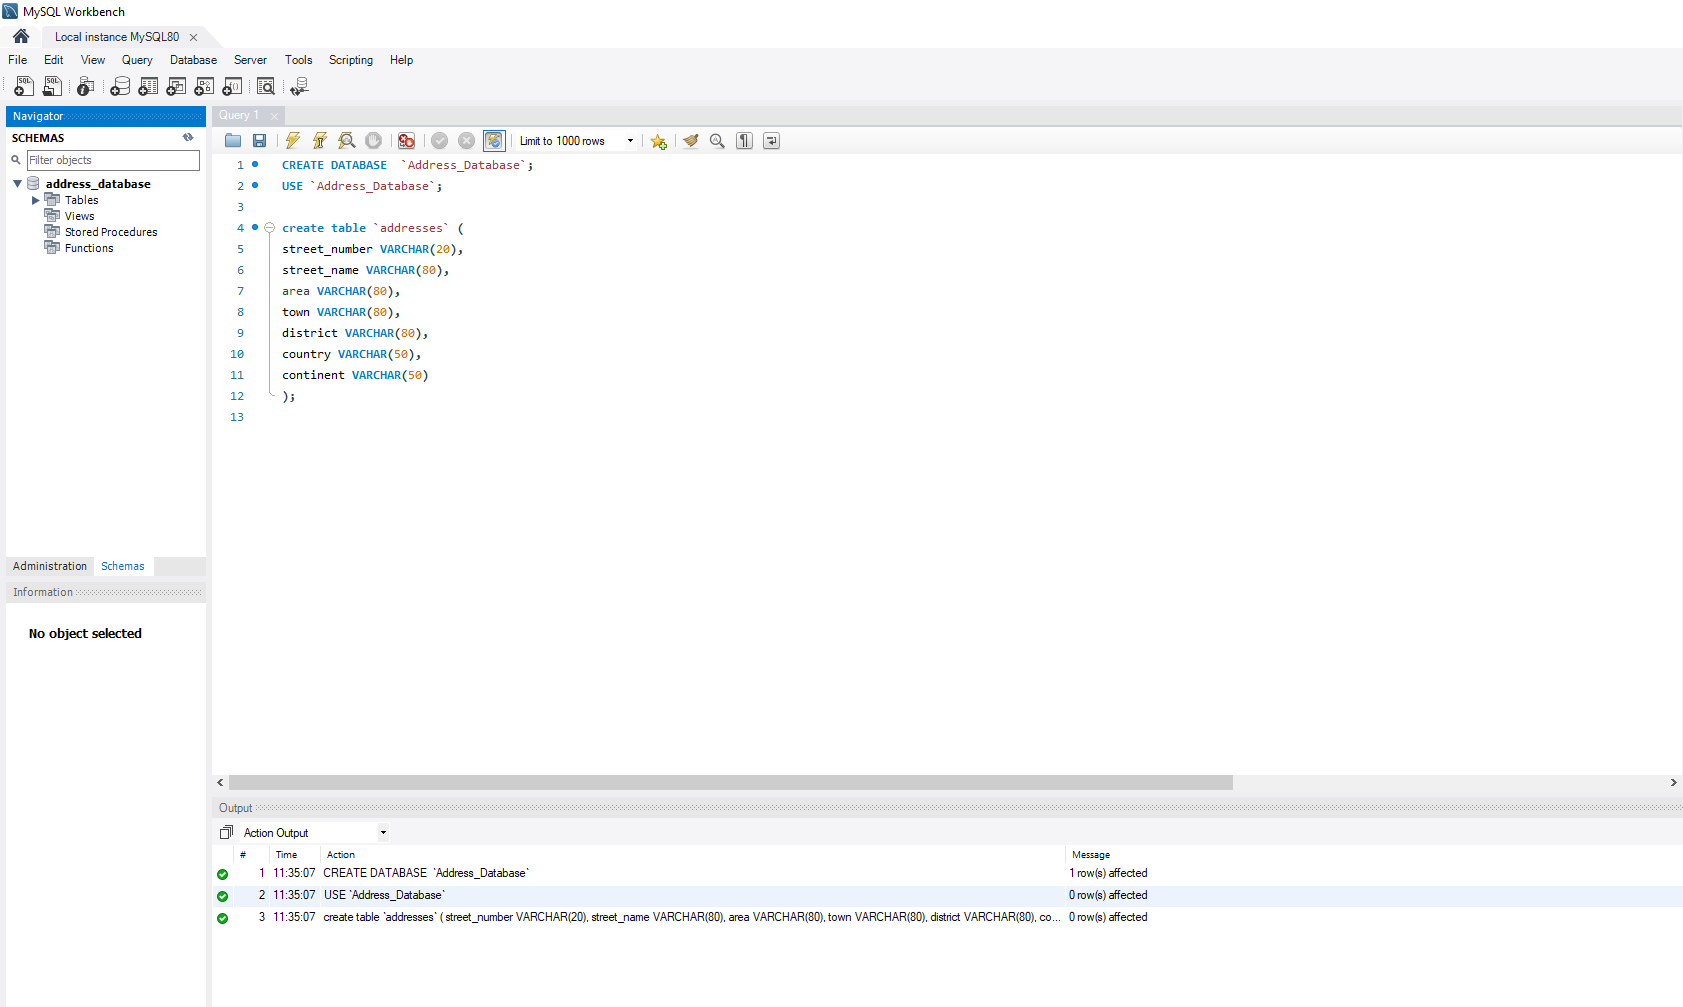 MySQL Workbench
Local instance MySQL80
File Edit View Query Database Server Tools Scripting Help
Navigator
SCHEMAS
Filter objects
address_database
Tables
Views
Stored Procedures
Functions
Administration Schemas
Information
No object selected
Query 1
Limit to 1000 rows
1 CREATE DATABASE  `Address_Database`;
2 USE `Address_Database`;
3
4 create table `addresses` (
5 street_number VARCHAR(20),
6 street_name VARCHAR(80),
7 area VARCHAR(80),
8 town VARCHAR(80),
9 district VARCHAR(80),
10 country VARCHAR(50),
11 continent VARCHAR(50)
12 );
13
Output
Action Output
# Time Action Message
1 11:35:07 CREATE DATABASE  `Address_Database` 1 row(s) affected
2 11:35:07 USE `Address_Database` 0 row(s) affected
3 11:35:07 create table `addresses` ( street_number VARCHAR(20), street_name VARCHAR(80), area VARCHAR(80), town VARCHAR(80), district VARCHAR(80), co... 0 row(s) affected